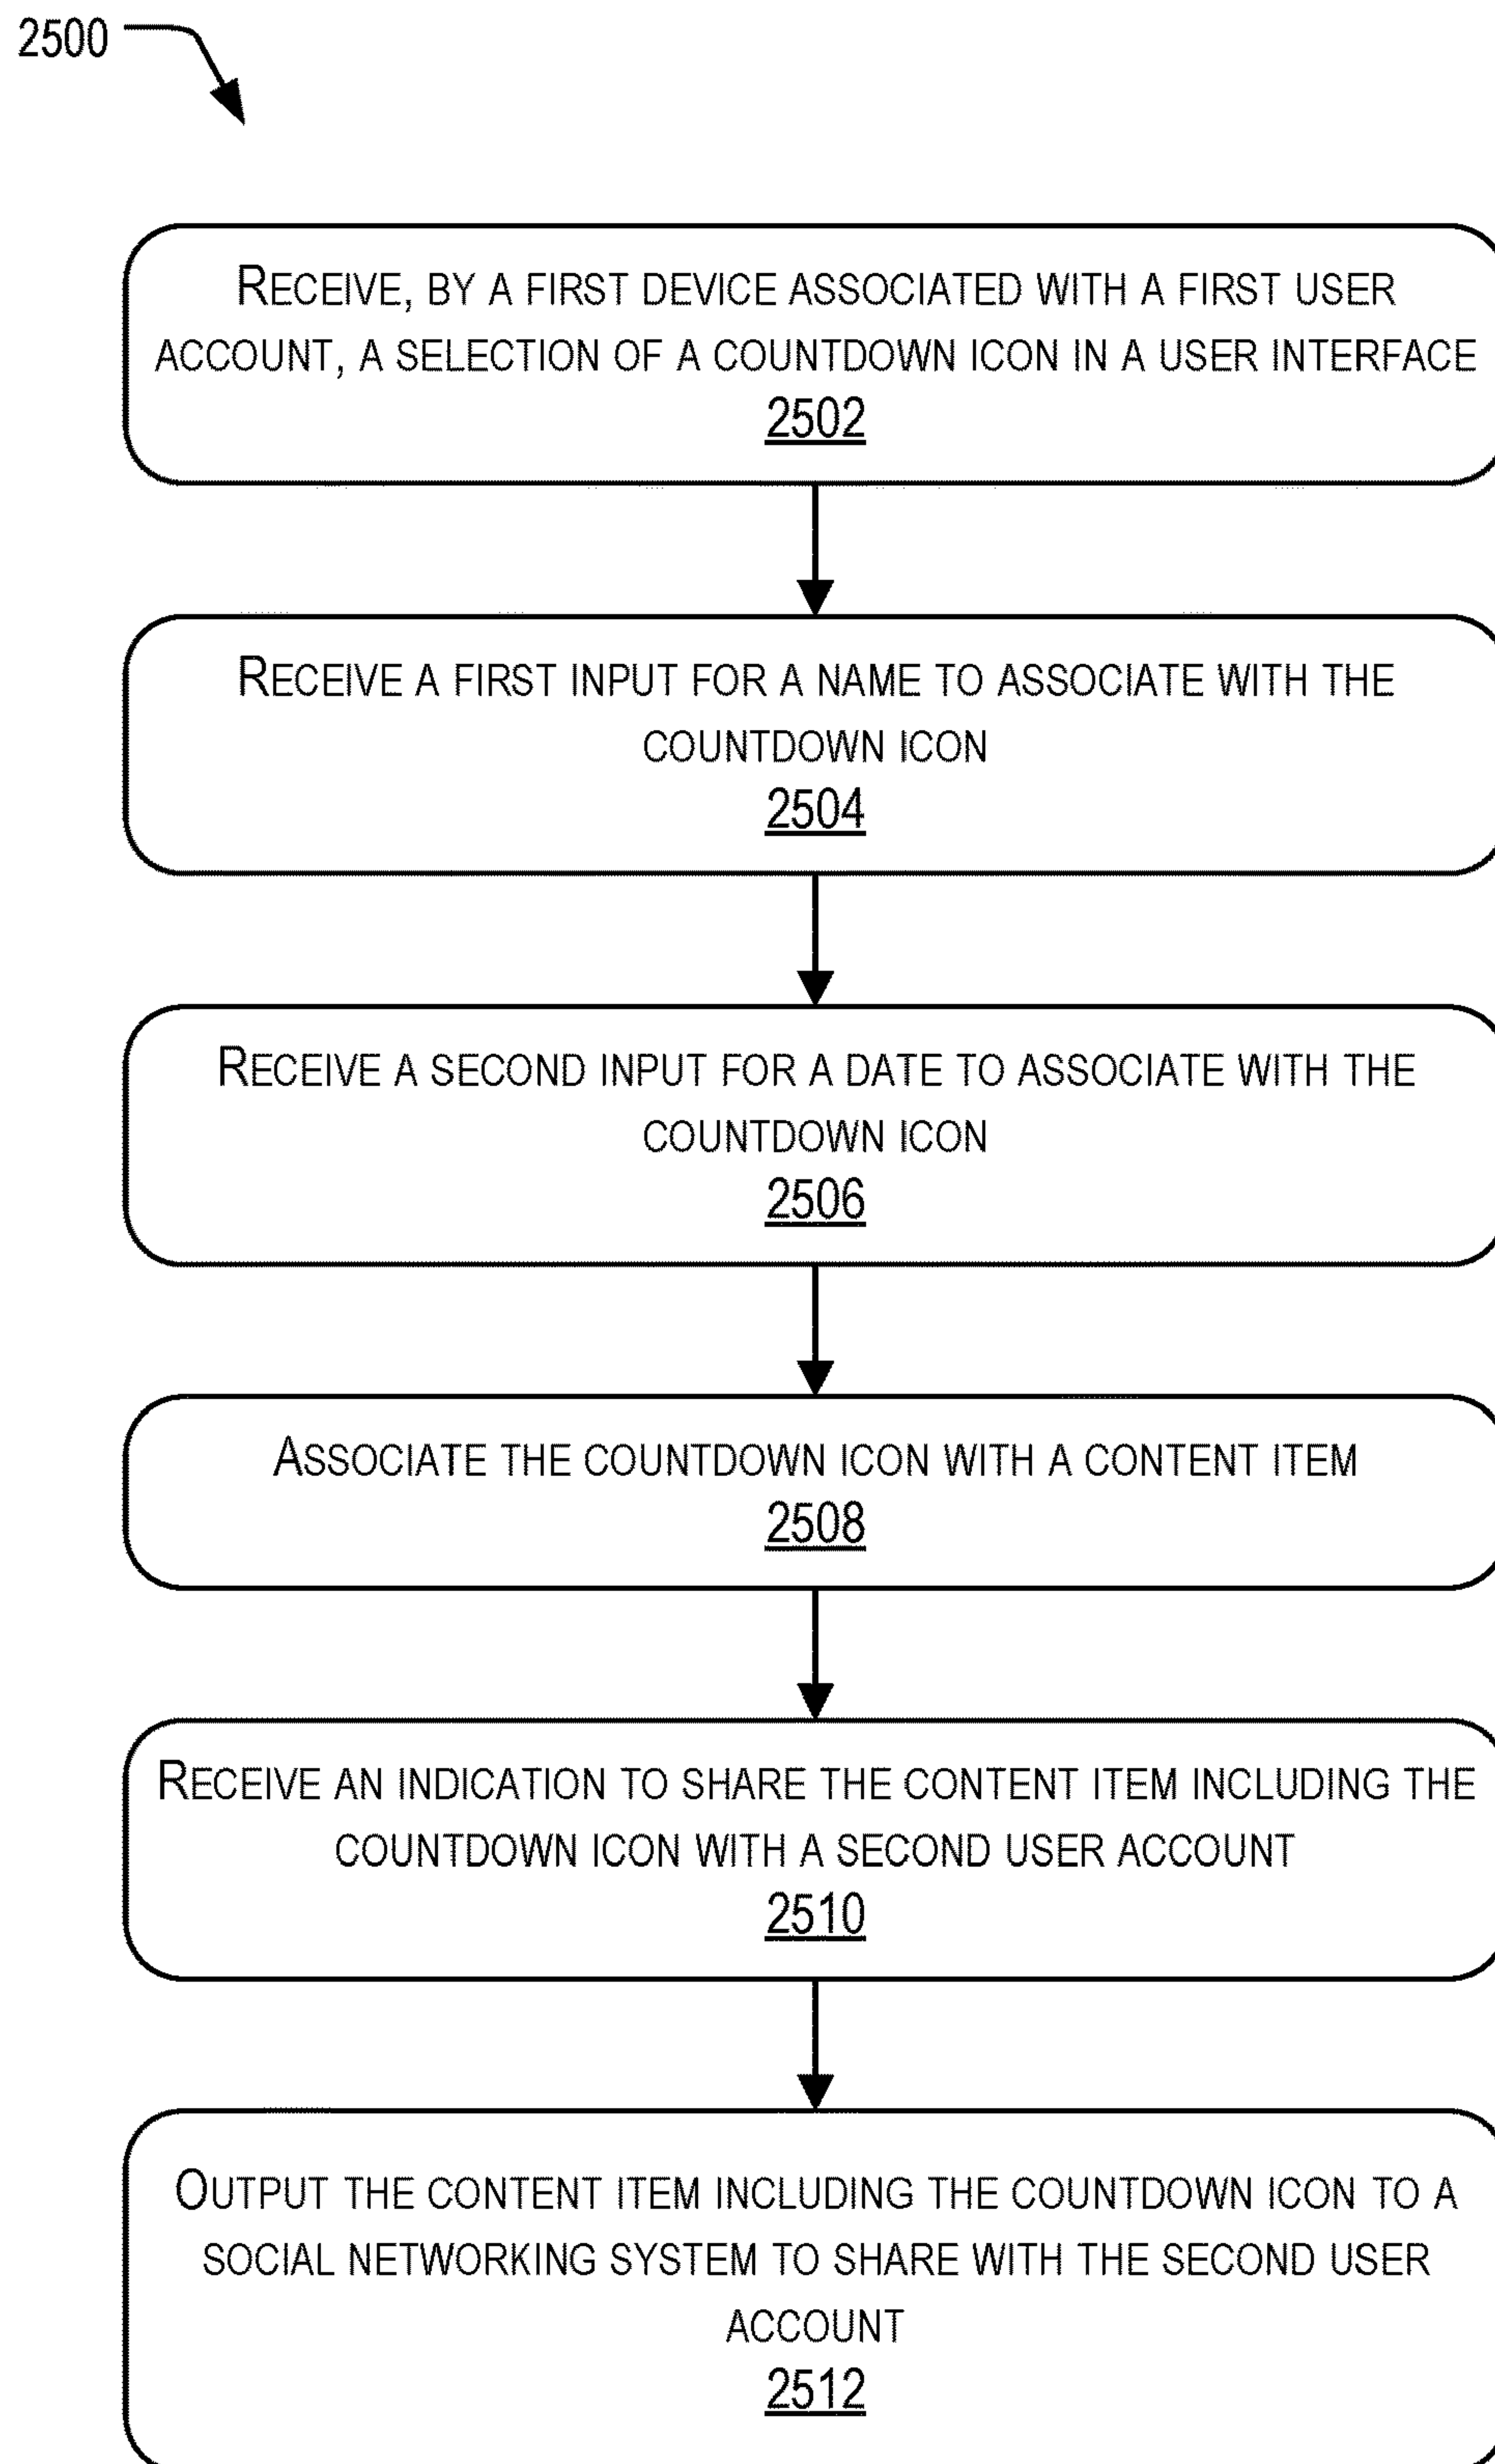 2500
RECEIVE, BY A FIRST DEVICE ASSOCIATED WITH A FIRST USER
ACCOUNT, A SELECTION OF A COUNTDOWN ICON IN A USER INTERFACE
2502
RECEIVE A FIRST INPUT FOR A NAME TO ASSOCIATE WITH THE
COUNTDOWN ICON
2504
RECEIVE A SECOND INPUT FOR A DATE TO ASSOCIATE WITH THE
COUNTDOWN ICON
2506
ASSOCIATE THE COUNTDOWN ICON WITH A CONTENT ITEM
2508
RECEIVE AN INDICATION TO SHARE THE CONTENT ITEM INCLUDING THE
COUNTDOWN ICON WITH A SECOND USER ACCOUNT
2510
OUTPUT THE CONTENT ITEM INCLUDING THE COUNTDOWN ICON TO A
SOCIAL NETWORKING SYSTEM TO SHARE WITH THE SECOND USER
ACCOUNT
2512